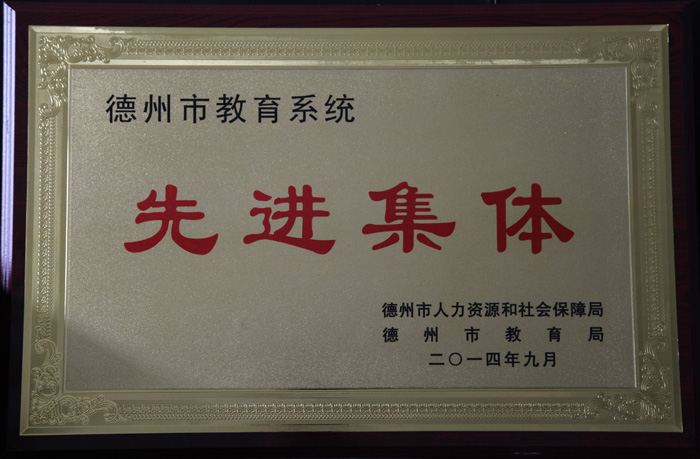 德州市教育系统
先进集体
德州市人力资源和社会保障局
德州市教育局
二〇一四年九月